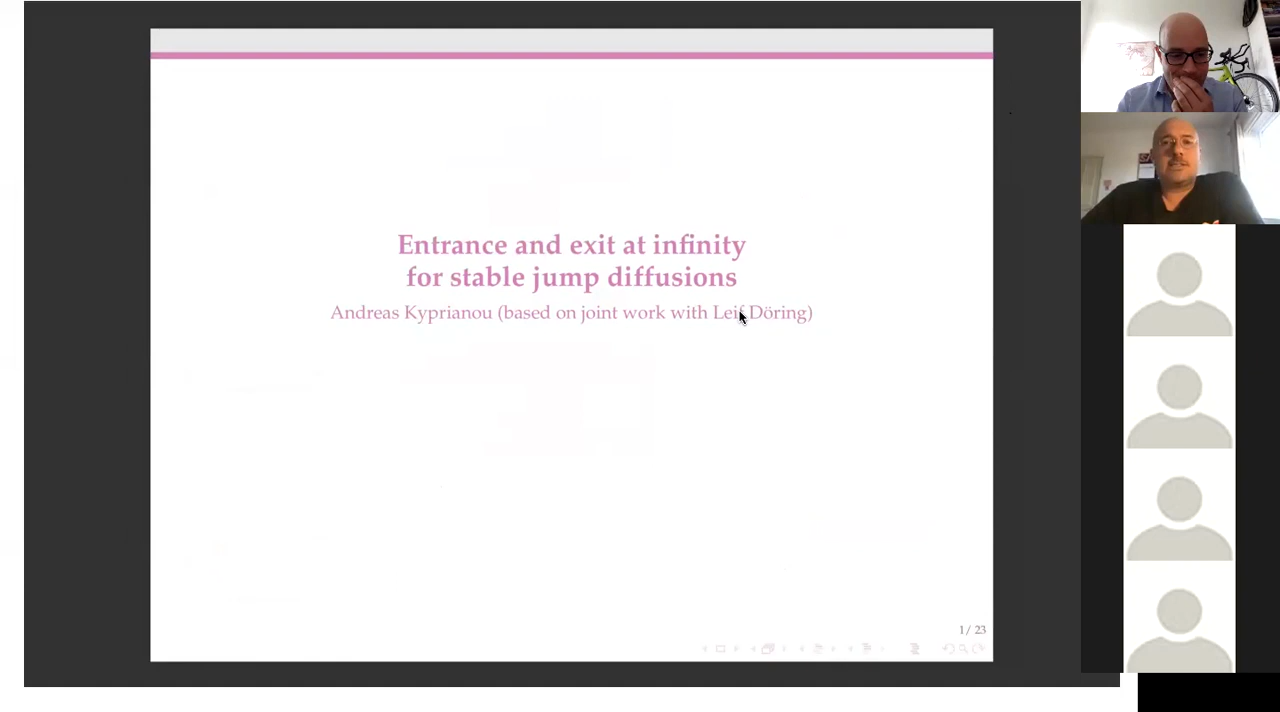 Entrance and exit at infinity
for stable jump diffusions
Andreas Kyprianou (based on joint work with Leif Döring)
1 / 23